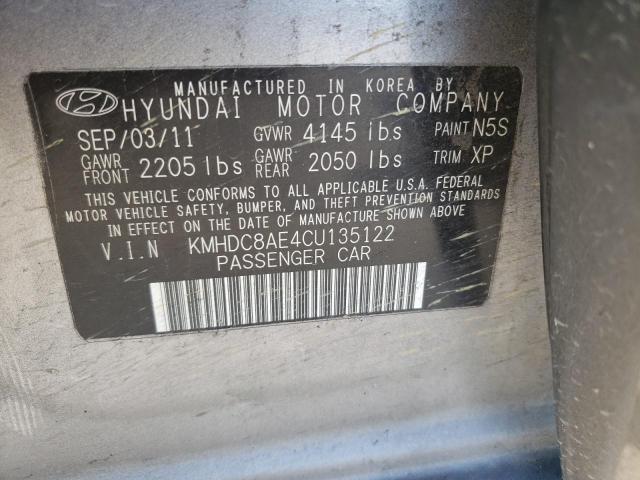 MANUFACTURED IN KOREA BY
HYUNDAI MOTOR COMPANY
SEP/03/11 GVWR 4145 lbs PAINT N5S
GAWR FRONT 2205 lbs GAWR REAR 2050 lbs TRIM XP
THIS VEHICLE CONFORMS TO ALL APPLICABLE U.S.A. FEDERAL
MOTOR VEHICLE SAFETY, BUMPER, AND THEFT PREVENTION STANDARDS
IN EFFECT ON THE DATE OF MANUFACTURE SHOWN ABOVE.
V.I.N KMHDC8AE4CU135122
PASSENGER CAR